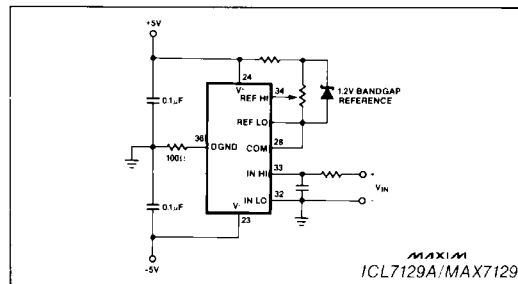 +5V
24
V+
34
REF HI
1.2V BANDGAP
REFERENCE
0.1μF
REF LO
36
DGND
100Ω
28
COM
33
IN HI
+
VIN
0.1μF
32
IN LO
-
V-
23
-5V
MAXIM
ICL7129A/MAX7129